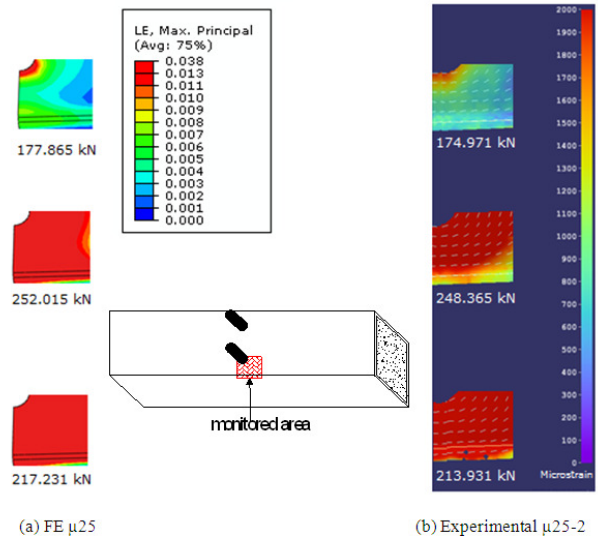 LE, Max. Principal
(Avg: 75%)
0.038
0.013
0.011
0.010
0.009
0.008
0.007
0.006
0.005
0.004
0.003
0.002
0.001
0.000
177.865 kN
252.015 kN
217.231 kN
monitored area
2000
1900
1800
1700
1600
1500
1400
1300
1200
1100
1000
900
800
700
600
500
400
300
200
100
0
174.971 kN
248.365 kN
213.931 kN
Microstrain
(a) FE µ25
(b) Experimental µ25-2